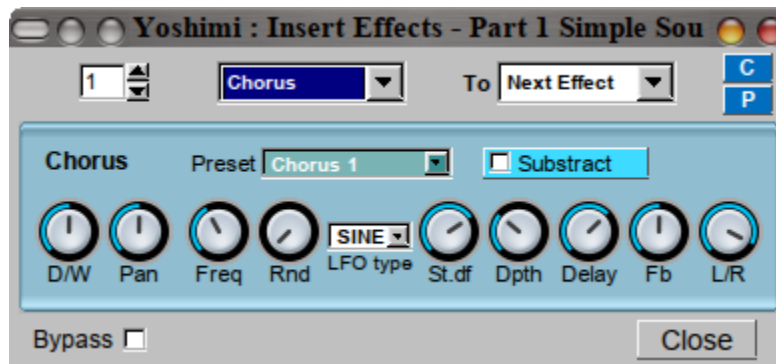 Yoshimi : Insert Effects - Part 1 Simple Sou
1 Chorus To Next Effect C
P
Chorus Preset Chorus 1 Substract
SINE
D/W Pan Freq Rnd LFO type St.df Dpth Delay Fb L/R
Bypass Close